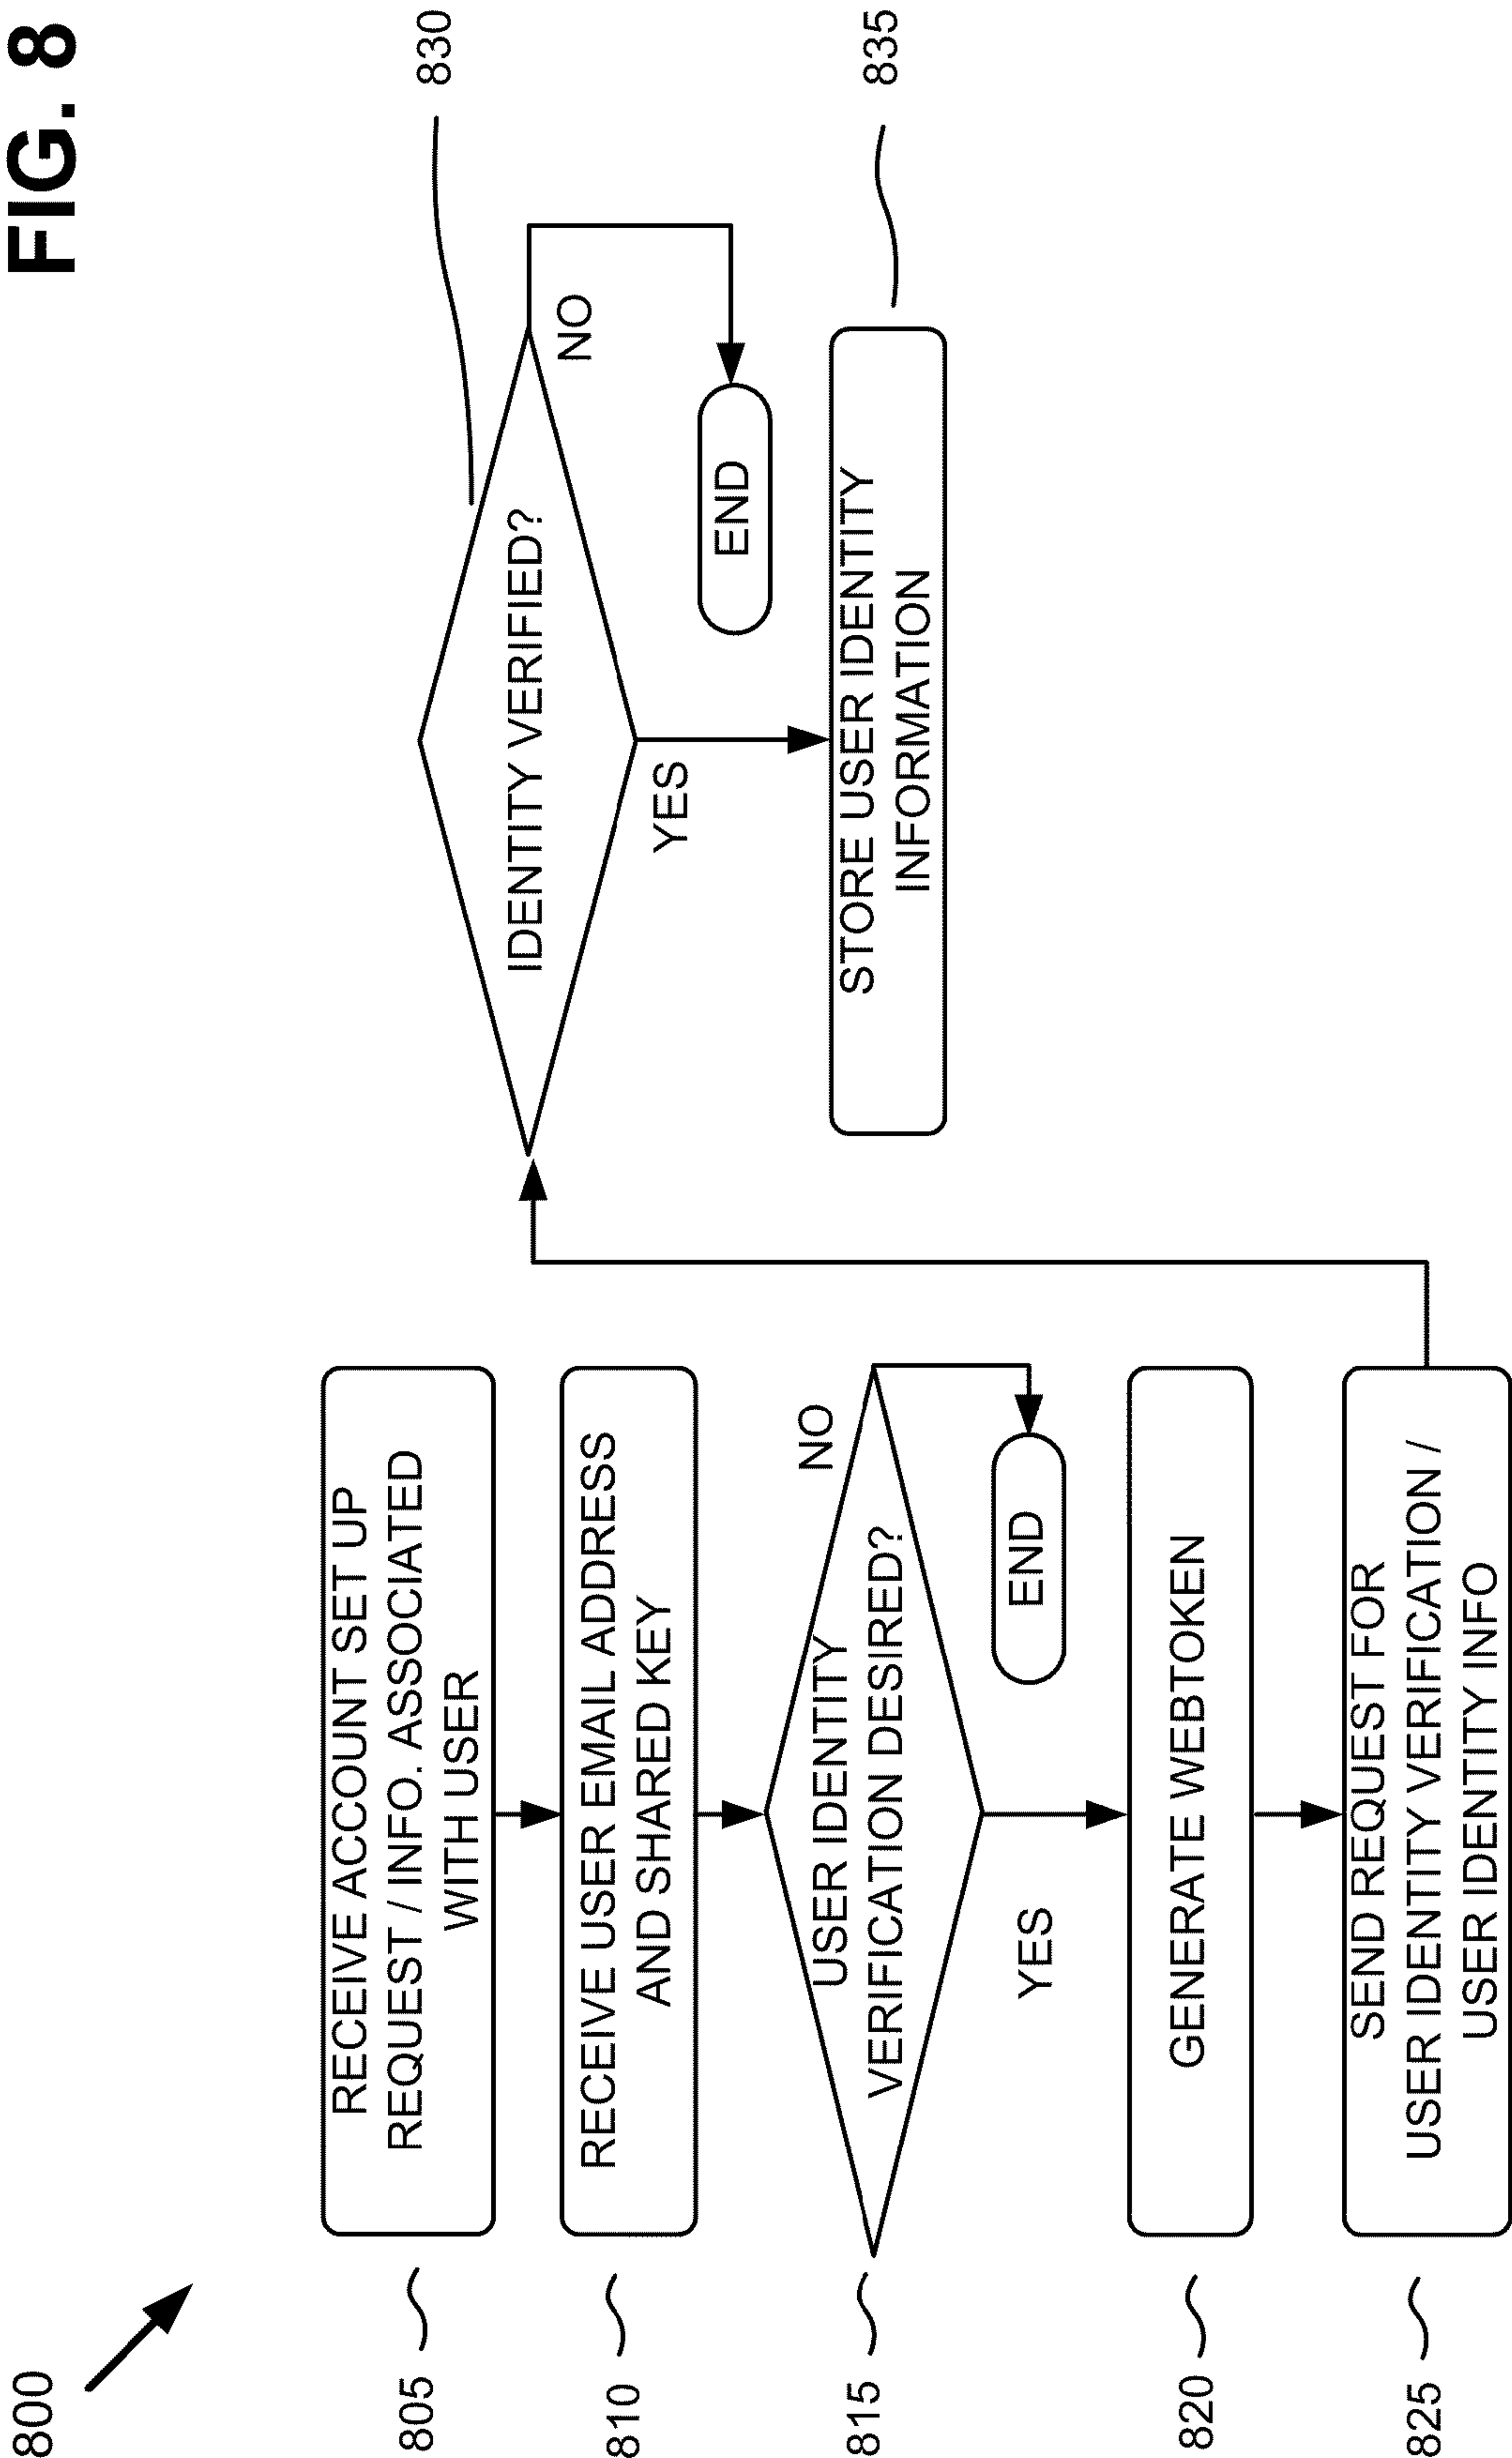 FIG. 8
800
805
RECEIVE ACCOUNT SET UP
REQUEST / INFO. ASSOCIATED
WITH USER
810
RECEIVE USER EMAIL ADDRESS
AND SHARED KEY
815
USER IDENTITY
VERIFICATION DESIRED?
NO
END
YES
820
GENERATE WEBTOKEN
825
SEND REQUEST FOR
USER IDENTITY VERIFICATION /
USER IDENTITY INFO
830
IDENTITY VERIFIED?
NO
END
YES
835
STORE USER IDENTITY
INFORMATION